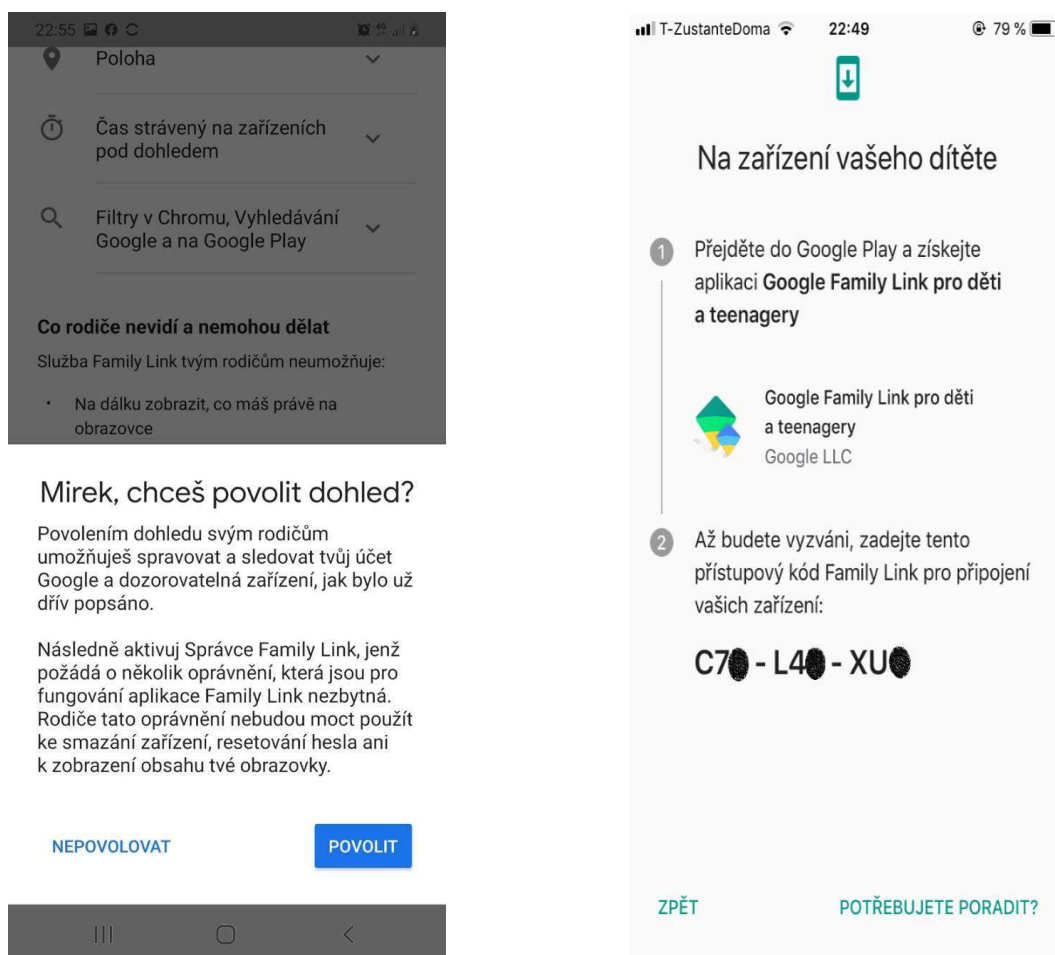 22:55
Poloha
Čas strávený na zařízeních
pod dohledem
Filtry v Chromu, Vyhledávání
Google a na Google Play
Co rodiče nevidí a nemohou dělat
Služba Family Link tvým rodičům neumožňuje:
· Na dálku zobrazit, co máš právě na
obrazovce
Mirek, chceš povolit dohled?
Povolením dohledu svým rodičům
umožňuješ spravovat a sledovat tvůj účet
Google a dozorovatelná zařízení, jak bylo už
dřív popsáno.
Následně aktivuj Správce Family Link, jenž
požádá o několik oprávnění, která jsou pro
fungování aplikace Family Link nezbytná.
Rodiče tato oprávnění nebudou moct použít
ke smazání zařízení, resetování hesla ani
k zobrazení obsahu tvé obrazovky.
NEPOVOLOVAT
POVOLIT
T-ZustanteDoma 22:49 79 %
Na zařízení vašeho dítěte
1 Přejděte do Google Play a získejte
aplikaci Google Family Link pro děti
a teenagery
Google Family Link pro děti
a teenagery
Google LLC
2 Až budete vyzváni, zadejte tento
přístupový kód Family Link pro připojení
vašich zařízení:
C7 - L4 - XU
ZPĚT
POTŘEBUJETE PORADIT?